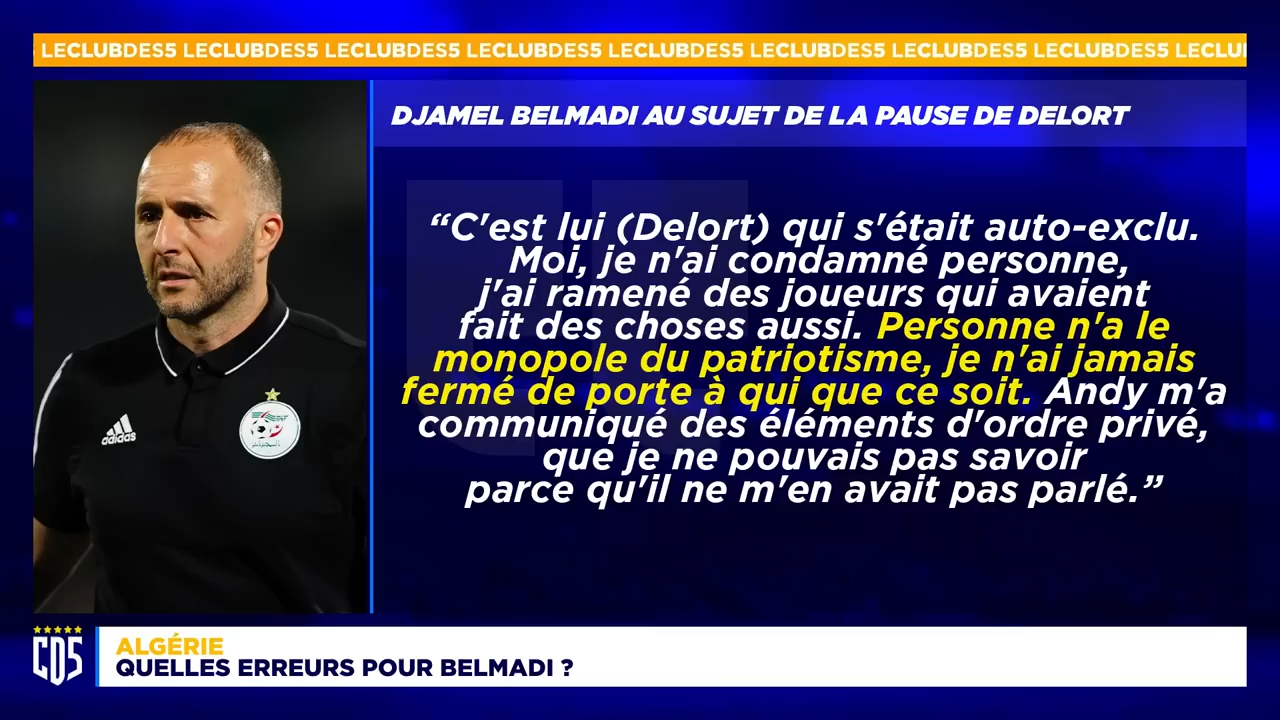 LECLUBDES5 LECLUBDES5 LECLUBDES5 LECLUBDES5 LECLUBDES5 LECLUBDES5 LECLUBDES5 LECLUBDES5 LECLU
DJAMEL BELMADI AU SUJET DE LA PAUSE DE DELORT
“C'est lui (Delort) qui s'était auto-exclu.
Moi, je n'ai condamné personne,
j'ai ramené des joueurs qui avaient
fait des choses aussi. Personne n'a le
monopole du patriotisme, je n'ai jamais
fermé de porte à qui que ce soit. Andy m'a
communiqué des éléments d'ordre privé,
que je ne pouvais pas savoir
parce qu'il ne m'en avait pas parlé.”
adidas
CD5
ALGÉRIE
QUELLES ERREURS POUR BELMADI ?